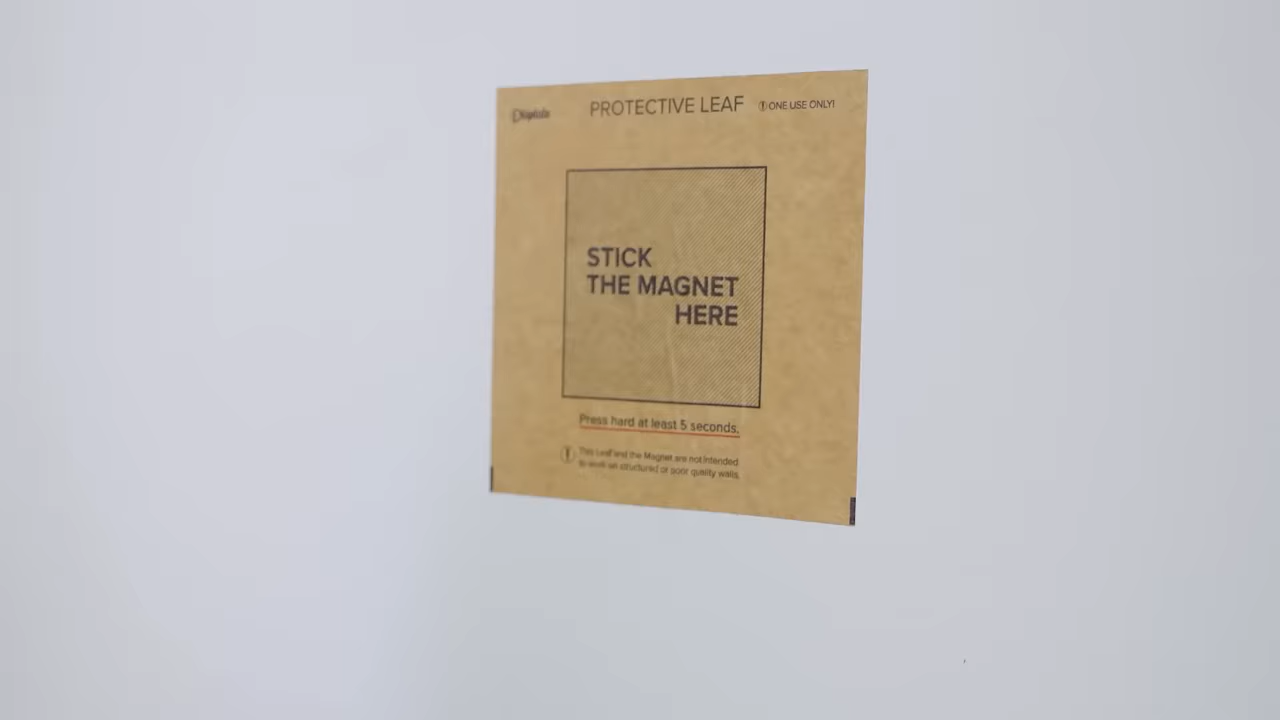 Displate
PROTECTIVE LEAF
ONE USE ONLY!
STICK
THE MAGNET
HERE
Press hard at least 5 seconds.
This Leaf and the Magnet are not intended
to work on structured or poor quality walls.